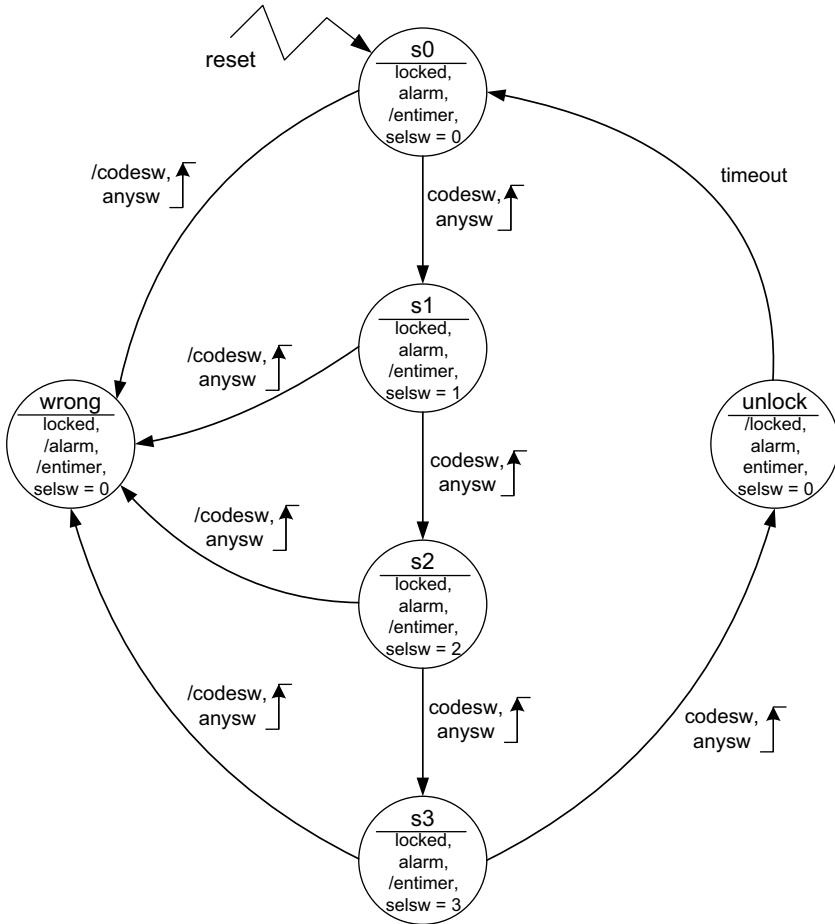 reset
s0
locked,
alarm,
/entimer,
selsw = 0
/codesw,
anysw
codesw,
anysw
timeout
s1
locked,
alarm,
/entimer,
selsw = 1
/codesw,
anysw
wrong
locked,
/alarm,
/entimer,
selsw = 0
unlock
/locked,
alarm,
entimer,
selsw = 0
codesw,
anysw
/codesw,
anysw
s2
locked,
alarm,
/entimer,
selsw = 2
/codesw,
anysw
codesw,
anysw
codesw,
anysw
s3
locked,
alarm,
/entimer,
selsw = 3